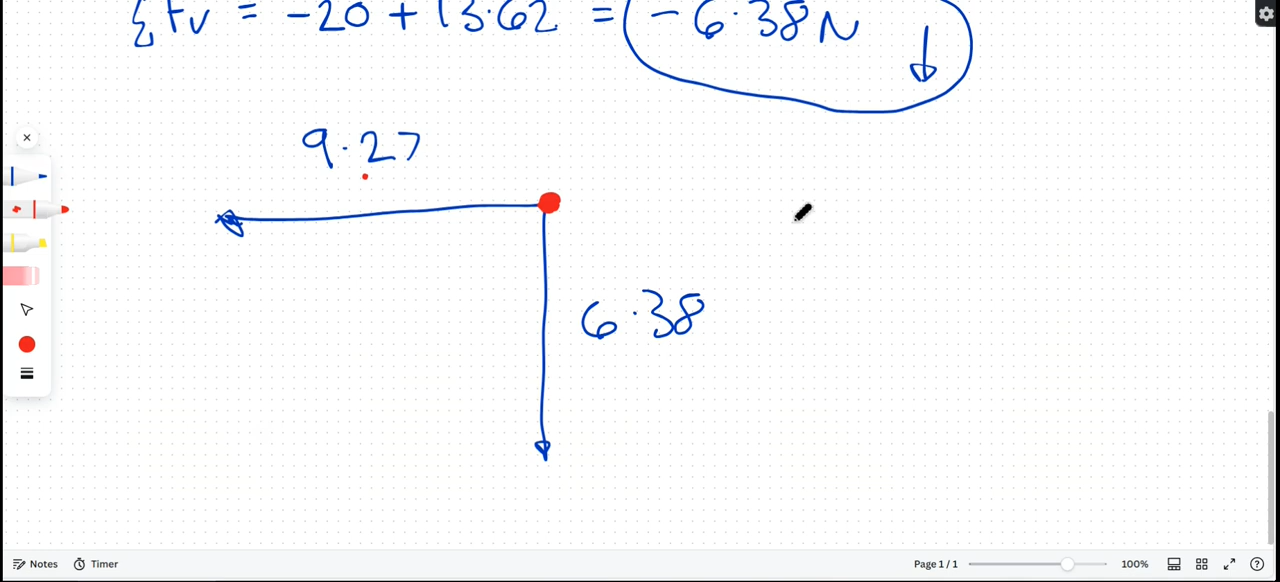 ΣFv = -20 + 13.62 = -6.38N
9.27
6.38
Notes Timer Page 1 / 1 100%